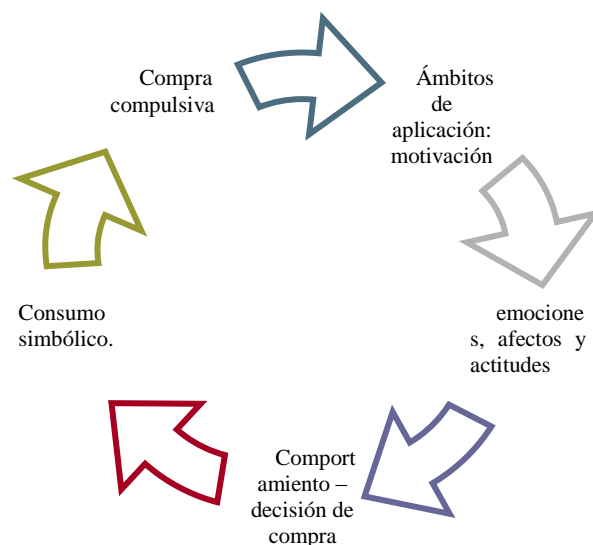 Compra
compulsiva
Ámbitos
de
aplicación:
motivación
emocione
s, afectos y
actitudes
Comport
amiento –
decisión de
compra
Consumo
simbólico.